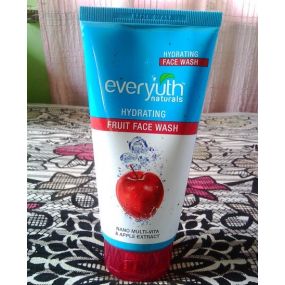 HYDRATING
FACE WASH
everyuth
naturals
HYDRATING
FRUIT FACE WASH
NANO MULTI-VITA
& APPLE EXTRACT